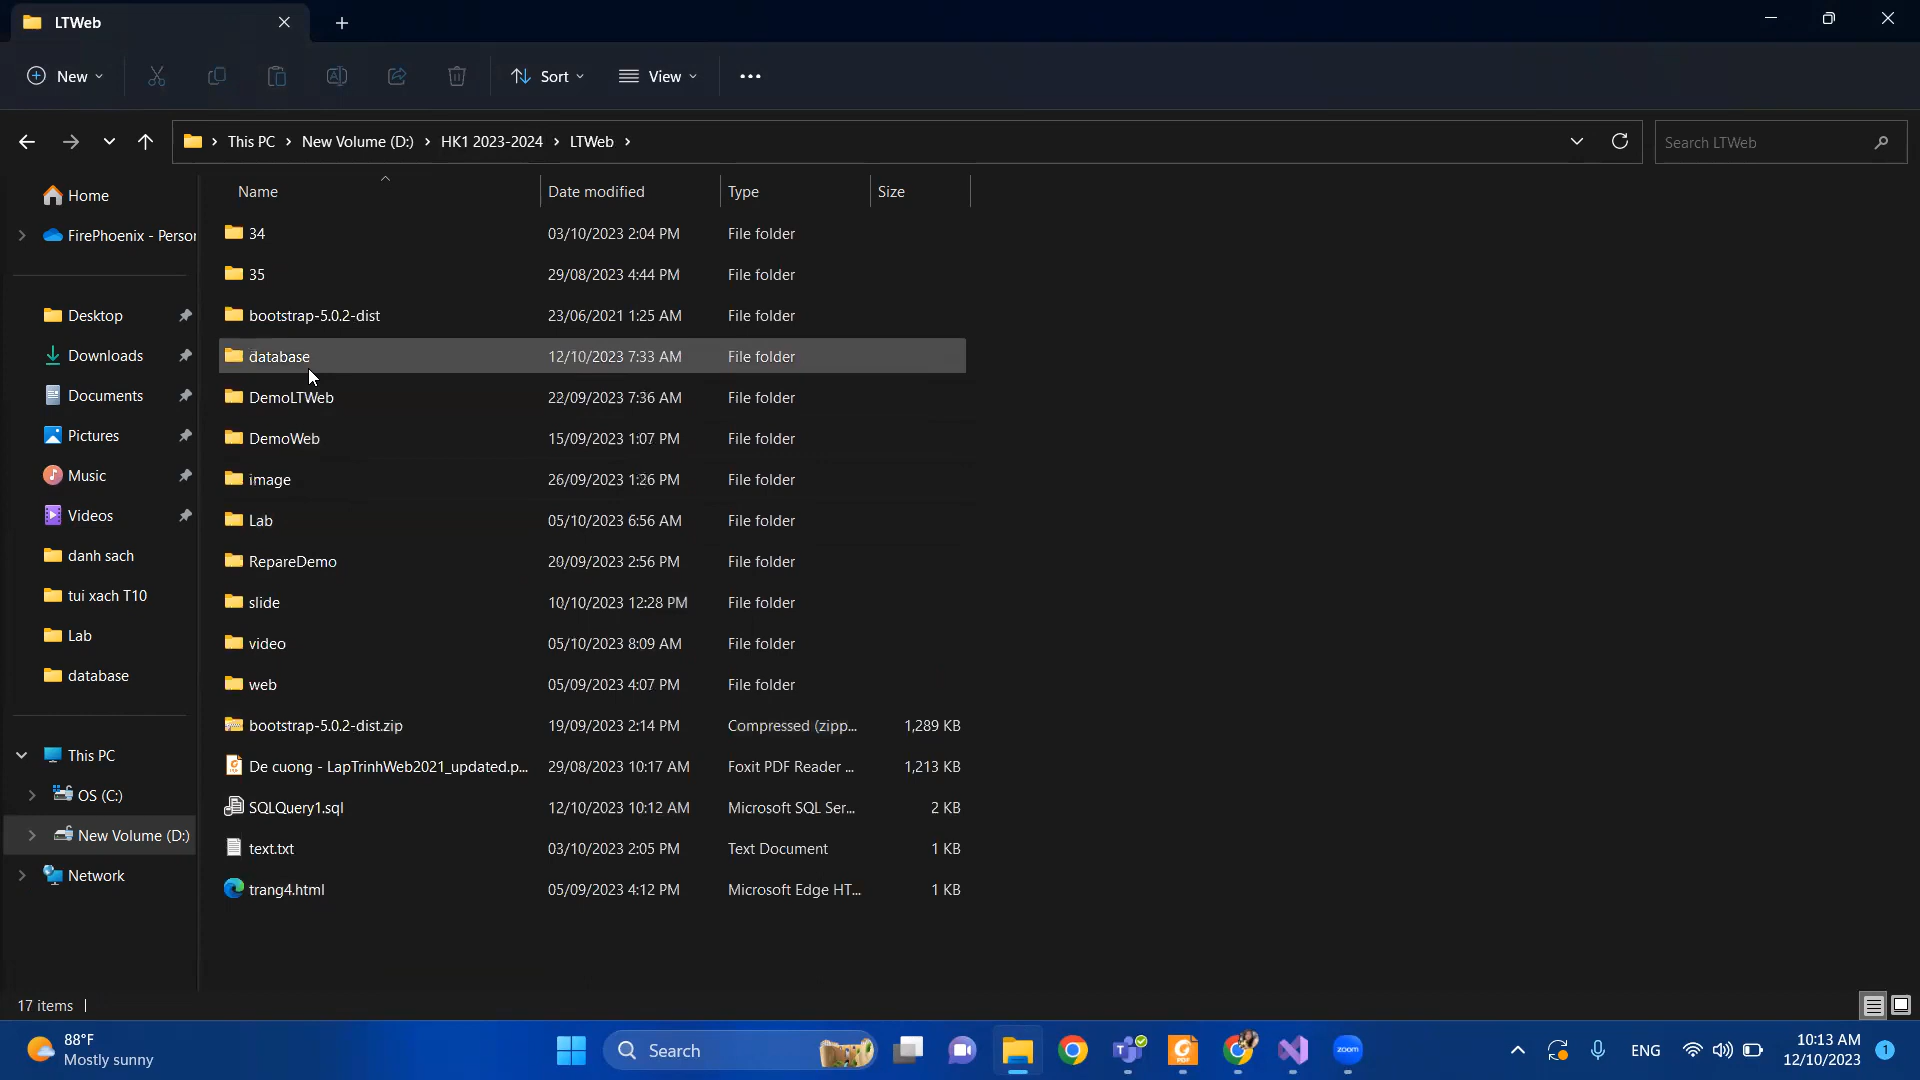 LTWeb
New
Sort
View
This PC > New Volume (D:) > HK1 2023-2024 > LTWeb >
Search LTWeb
Home
FirePhoenix - Persor
Desktop
Downloads
Documents
Pictures
Music
Videos
danh sach
tui xach T10
Lab
database
This PC
OS (C:)
New Volume (D:)
Network
Name Date modified Type Size
34 03/10/2023 2:04 PM File folder
35 29/08/2023 4:44 PM File folder
bootstrap-5.0.2-dist 23/06/2021 1:25 AM File folder
database 12/10/2023 7:33 AM File folder
DemoLTWeb 22/09/2023 7:36 AM File folder
DemoWeb 15/09/2023 1:07 PM File folder
image 26/09/2023 1:26 PM File folder
Lab 05/10/2023 6:56 AM File folder
RepareDemo 20/09/2023 2:56 PM File folder
slide 10/10/2023 12:28 PM File folder
video 05/10/2023 8:09 AM File folder
web 05/09/2023 4:07 PM File folder
bootstrap-5.0.2-dist.zip 19/09/2023 2:14 PM Compressed (zipp... 1,289 KB
De cuong - LapTrinhWeb2021_updated.p... 29/08/2023 10:17 AM Foxit PDF Reader ... 1,213 KB
SQLQuery1.sql 12/10/2023 10:12 AM Microsoft SQL Ser... 2 KB
text.txt 03/10/2023 2:05 PM Text Document 1 KB
trang4.html 05/09/2023 4:12 PM Microsoft Edge HT... 1 KB
17 items
88°F
Mostly sunny
Search
zoom
ENG
10:13 AM
12/10/2023
1